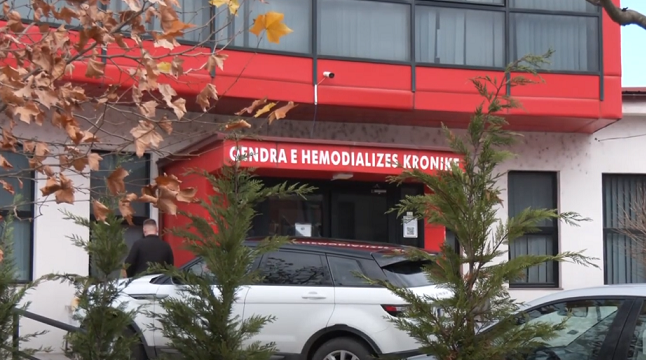 QENDRA E HEMODIALIZES KRONIKE